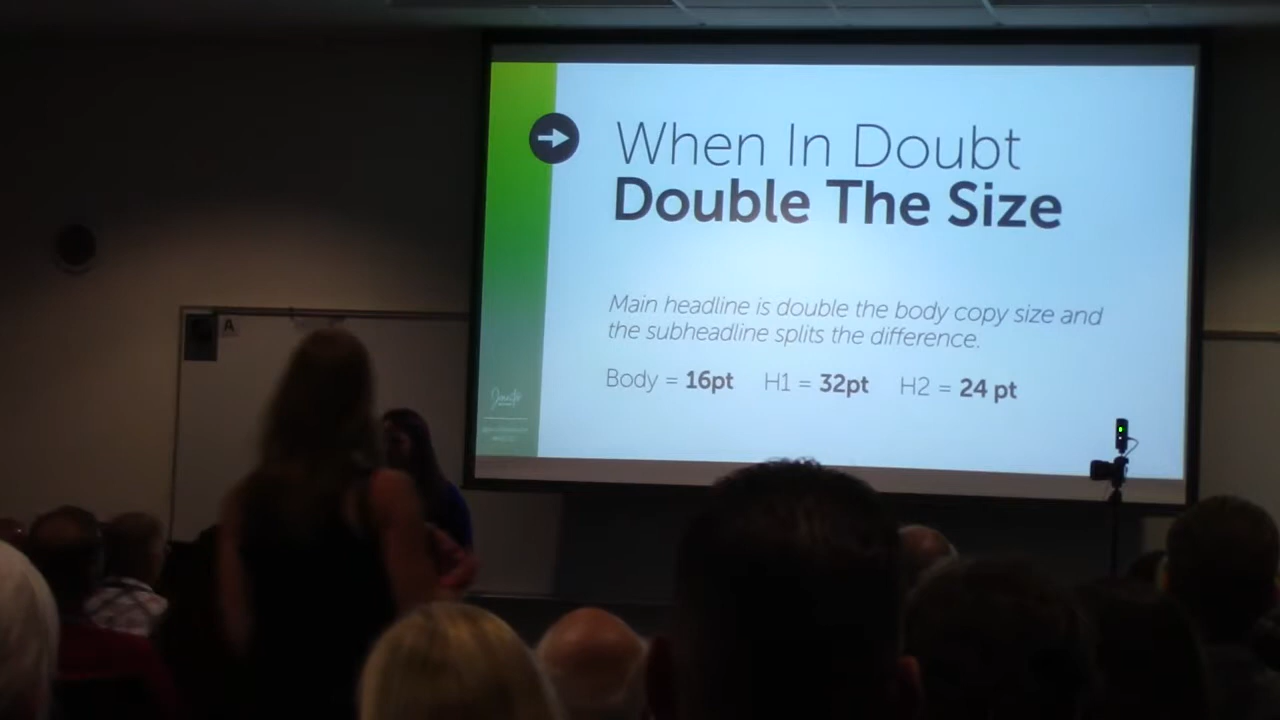 When In Doubt
Double The Size
Main headline is double the body copy size and
the subheadline splits the difference.
Body = 16pt H1 = 32pt H2 = 24 pt
A
Jennifer